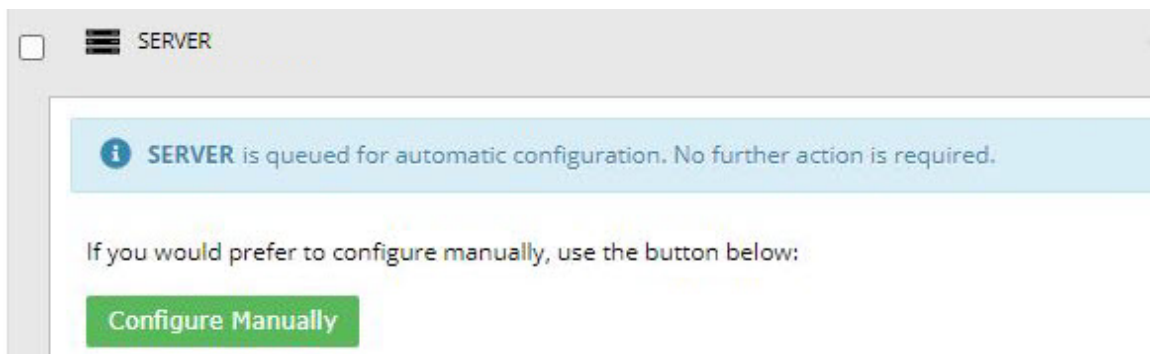 SERVER
SERVER is queued for automatic configuration. No further action is required.
If you would prefer to configure manually, use the button below:
Configure Manually